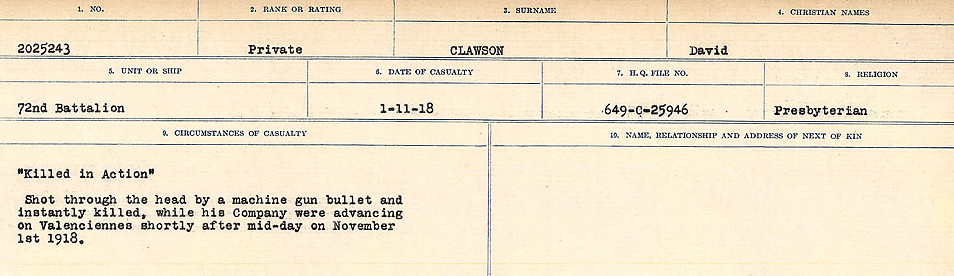 1. NO. 2. RANK OR RATING 3. SURNAME 4. CHRISTIAN NAMES
2025243 Private CLAWSON David
5. UNIT OR SHIP 6. DATE OF CASUALTY 7. H.Q. FILE NO. 8. RELIGION
72nd Battalion 1-11-18 649-C-25946 Presbyterian
9. CIRCUMSTANCES OF CASUALTY 10. NAME, RELATIONSHIP AND ADDRESS OF NEXT OF KIN
"Killed in Action"
Shot through the head by a machine gun bullet and
instantly killed, while his Company were advancing
on Valenciennes shortly after mid-day on November
1st 1918.